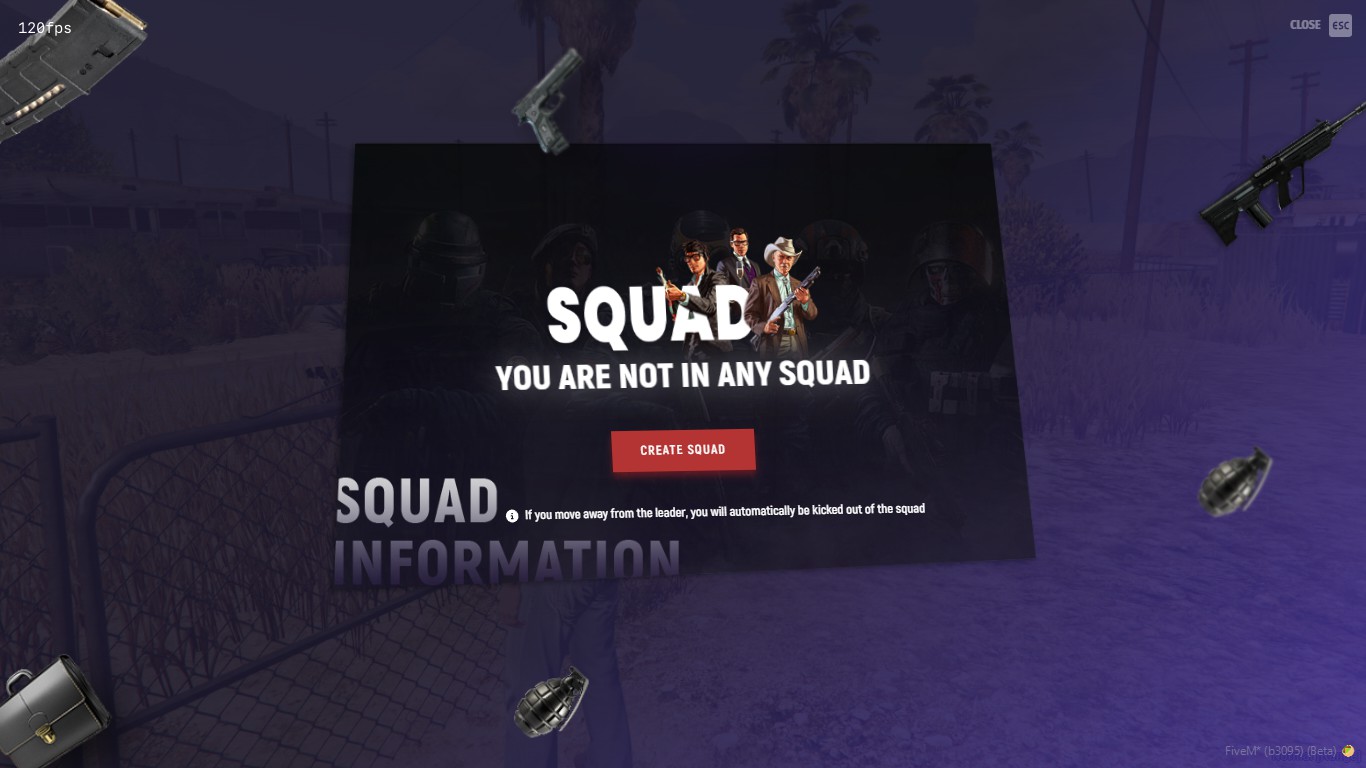 120fps
CLOSE ESC
SQUAD
YOU ARE NOT IN ANY SQUAD
CREATE SQUAD
SQUAD
If you move away from the leader, you will automatically be kicked out of the squad
INFORMATION
FiveM* (b3095) (Beta)